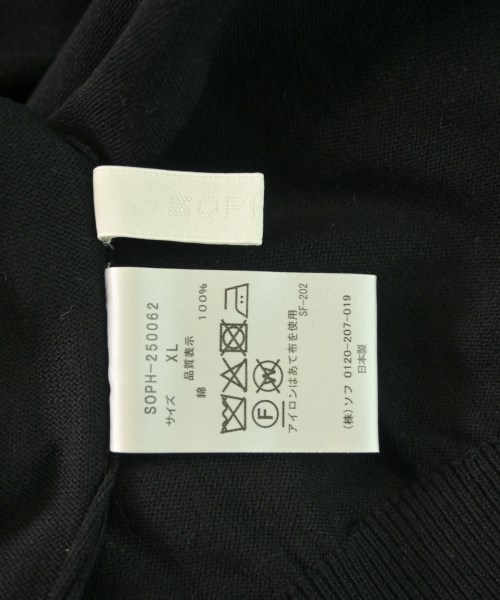 SOPH-250062
サイズ XL
品質表示
綿 100%
F W
アイロンはあて布を使用
SF-202
(株)ソフ 0120-207-019
日本製